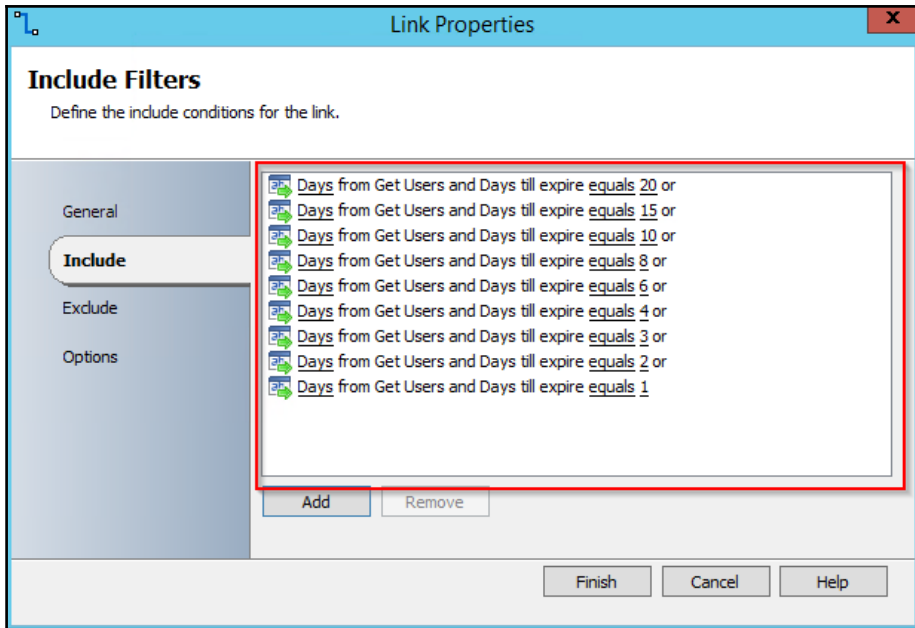 Link Properties
x
Include Filters
Define the include conditions for the link.
General
Include
Exclude
Options
Days from Get Users and Days till expire equals 20 or
Days from Get Users and Days till expire equals 15 or
Days from Get Users and Days till expire equals 10 or
Days from Get Users and Days till expire equals 8 or
Days from Get Users and Days till expire equals 6 or
Days from Get Users and Days till expire equals 4 or
Days from Get Users and Days till expire equals 3 or
Days from Get Users and Days till expire equals 2 or
Days from Get Users and Days till expire equals 1
Add
Remove
Finish
Cancel
Help